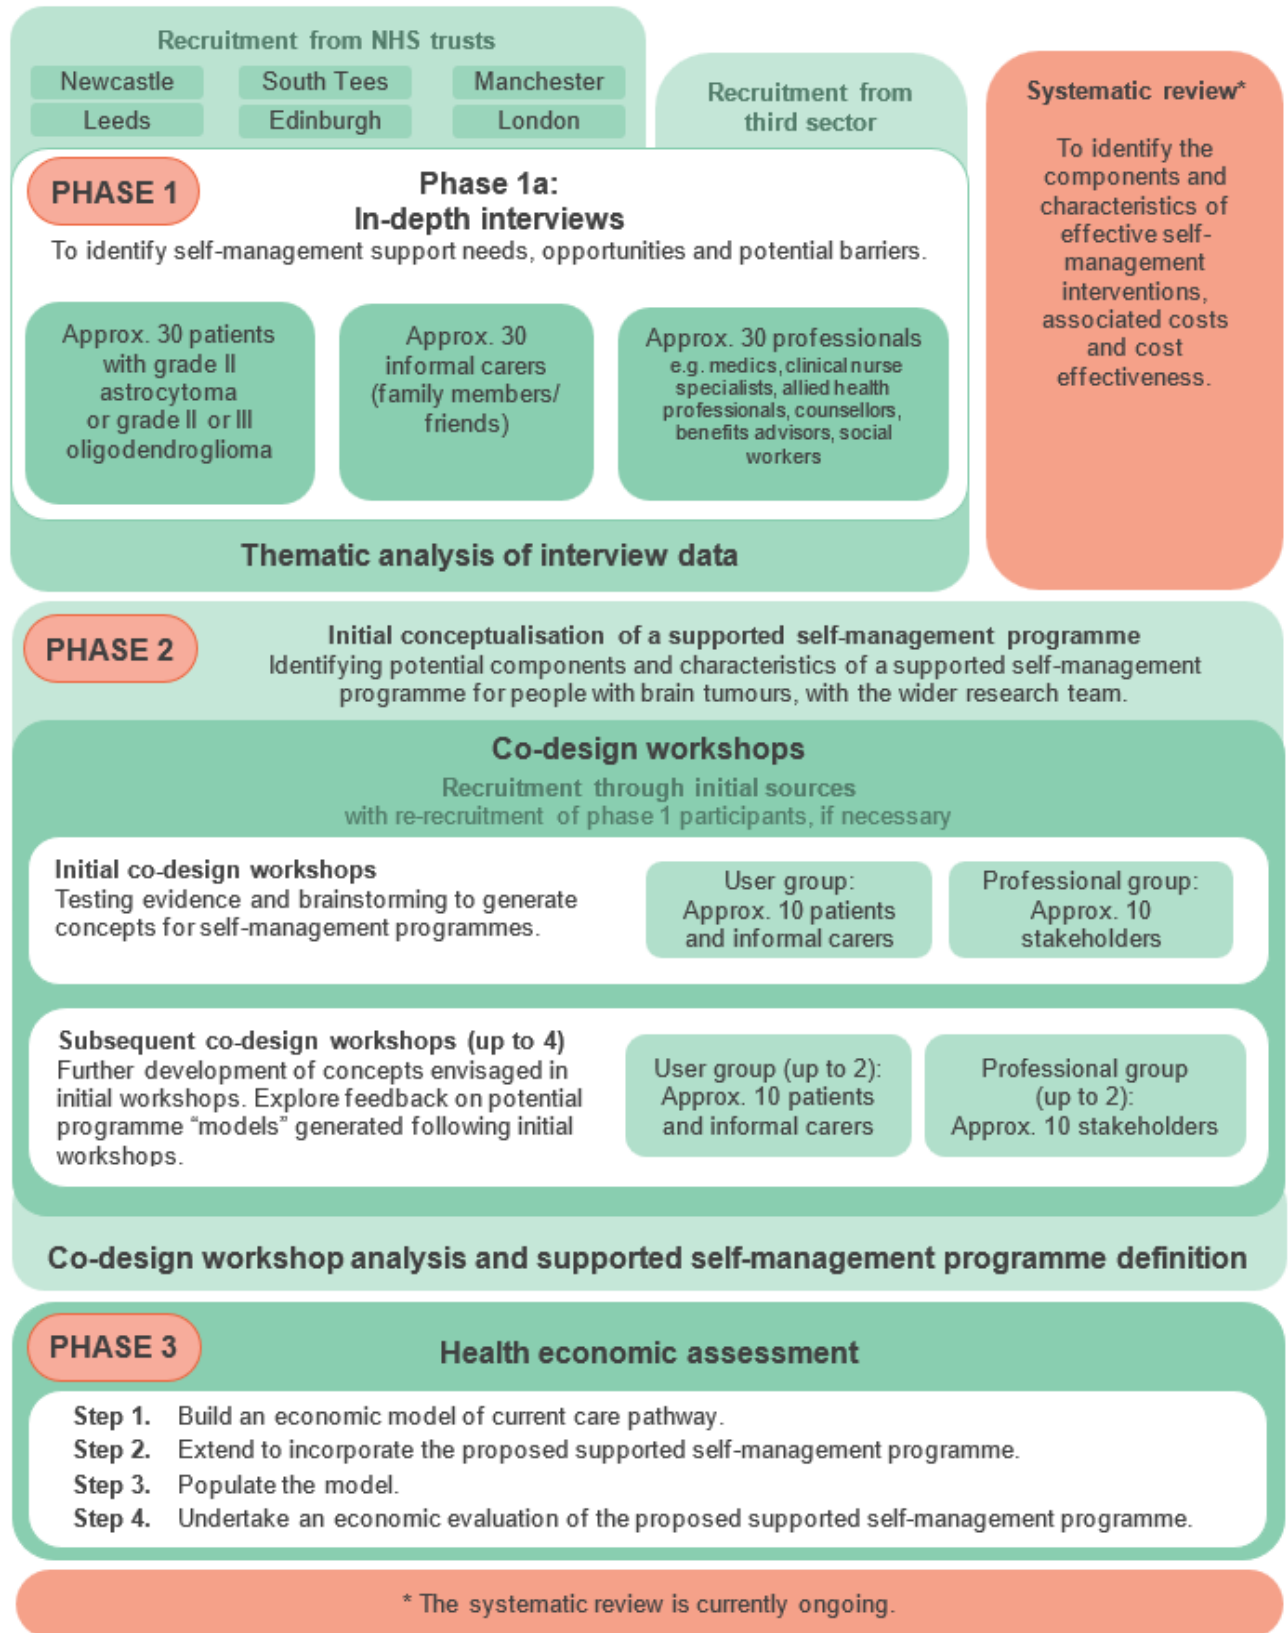 Recruitment from NHS trusts
Newcastle
South Tees
Manchester
Leeds
Edinburgh
London
Recruitment from
third sector
Systematic review*
To identify the
components and
characteristics of
effective self-
management
interventions,
associated costs
and cost
effectiveness.
PHASE 1
Phase 1a:
In-depth interviews
To identify self-management support needs, opportunities and potential barriers.
Approx. 30 patients
with grade II
astrocytoma
or grade II or III
oligodendroglioma
Approx. 30
informal carers
(family members/
friends)
Approx. 30 professionals
e.g. medics, clinical nurse
specialists, allied health
professionals, counsellors,
benefits advisors, social
workers
Thematic analysis of interview data
PHASE 2
Initial conceptualisation of a supported self-management programme
Identifying potential components and characteristics of a supported self-management
programme for people with brain tumours, with the wider research team.
Co-design workshops
Recruitment through initial sources
with re-recruitment of phase 1 participants, if necessary
Initial co-design workshops
Testing evidence and brainstorming to generate
concepts for self-management programmes.
User group:
Approx. 10 patients
and informal carers
Professional group:
Approx. 10
stakeholders
Subsequent co-design workshops (up to 4)
Further development of concepts envisaged in
initial workshops. Explore feedback on potential
programme “models” generated following initial
workshops.
User group (up to 2):
Approx. 10 patients
and informal carers
Professional group
(up to 2):
Approx. 10 stakeholders
Co-design workshop analysis and supported self-management programme definition
PHASE 3
Health economic assessment
Step 1. Build an economic model of current care pathway.
Step 2. Extend to incorporate the proposed supported self-management programme.
Step 3. Populate the model.
Step 4. Undertake an economic evaluation of the proposed supported self-management programme.
* The systematic review is currently ongoing.